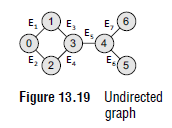 E₁ 1 E₃ E₇ 6
0 3 E₅ 4
E₂ 2 E₄ E₆ 5
Figure 13.19 Undirected
graph